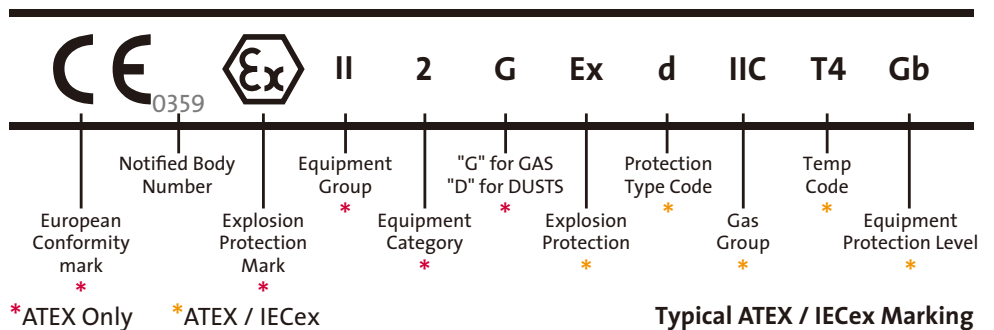 CE 0359 Ex II 2 G Ex d IIC T4 Gb
Notified Body
Number
Equipment
Group
*
"G" for GAS
"D" for DUSTS
*
Protection
Type Code
*
Temp
Code
*
European
Conformity
mark
*
Explosion
Protection
Mark
*
Equipment
Category
*
Explosion
Protection
*
Gas
Group
*
Equipment
Protection Level
*
*ATEX Only *ATEX / IECex Typical ATEX / IECex Marking